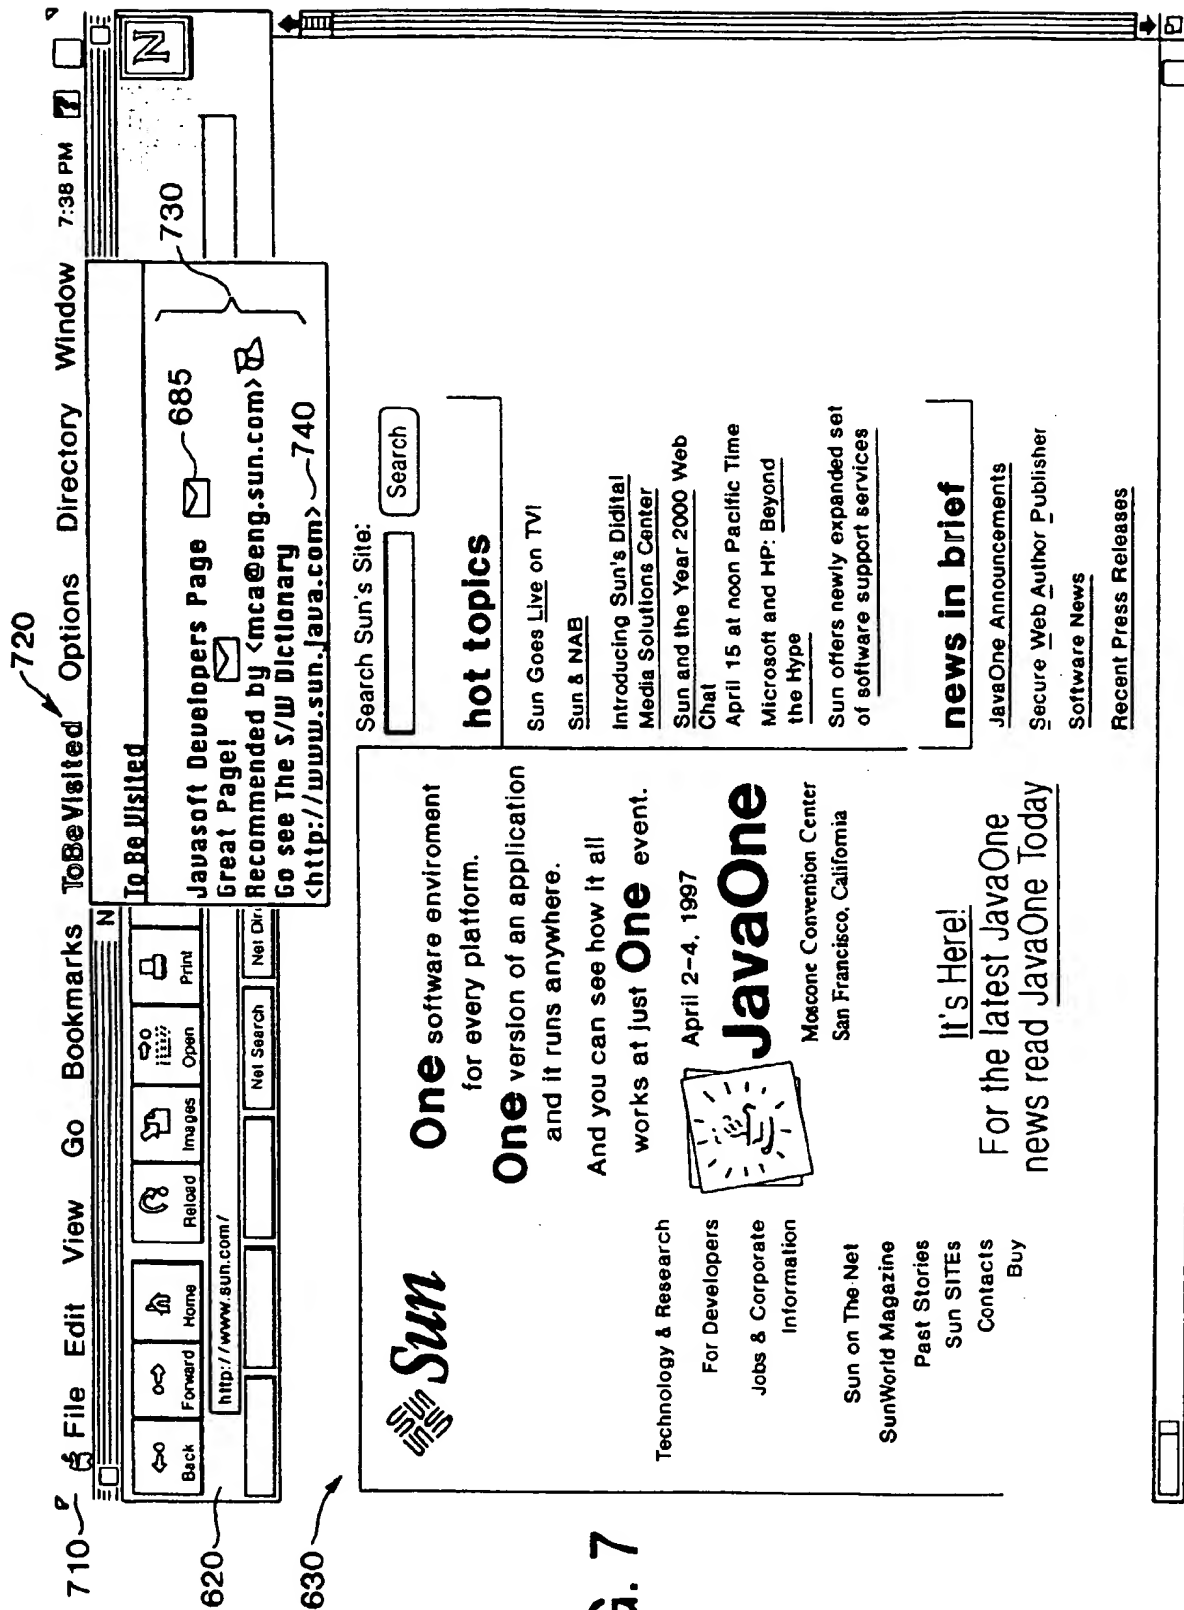 720
710
File Edit View Go Bookmarks ToBeVisited Options Directory Window 7:38 PM ?
N
N
Back Forward Home Reload Images Open Print
620
http://www.sun.com/
Net Search Net Dire
To Be Visited
Javasoft Developers Page
685
Great Page!
Recommended by <mca@eng.sun.com>
Go see The S/W Dictionary
<http://www.sun.java.com>
740
730
630
Sun
Technology & Research
For Developers
Jobs & Corporate
Information
Sun on The Net
SunWorld Magazine
Past Stories
Sun SITEs
Contacts
Buy
One software enviroment
for every platform.
One version of an application
and it runs anywhere.
And you can see how it all
works at just One event.
April 2-4, 1997
JavaOne
Moscone Convention Center
San Francisco, California
It's Here!
For the latest JavaOne
news read JavaOne Today
Search Sun's Site:
Search
hot topics
Sun Goes Live on TV!
Sun & NAB
Introducing Sun's Didital
Media Solutions Center
Sun and the Year 2000 Web
Chat
April 15 at noon Pacific Time
Microsoft and HP: Beyond
the Hype
Sun offers newly expanded set
of software support services
news in brief
JavaOne Announcements
Secure Web Author Publisher
Software News
Recent Press Releases
G. 7